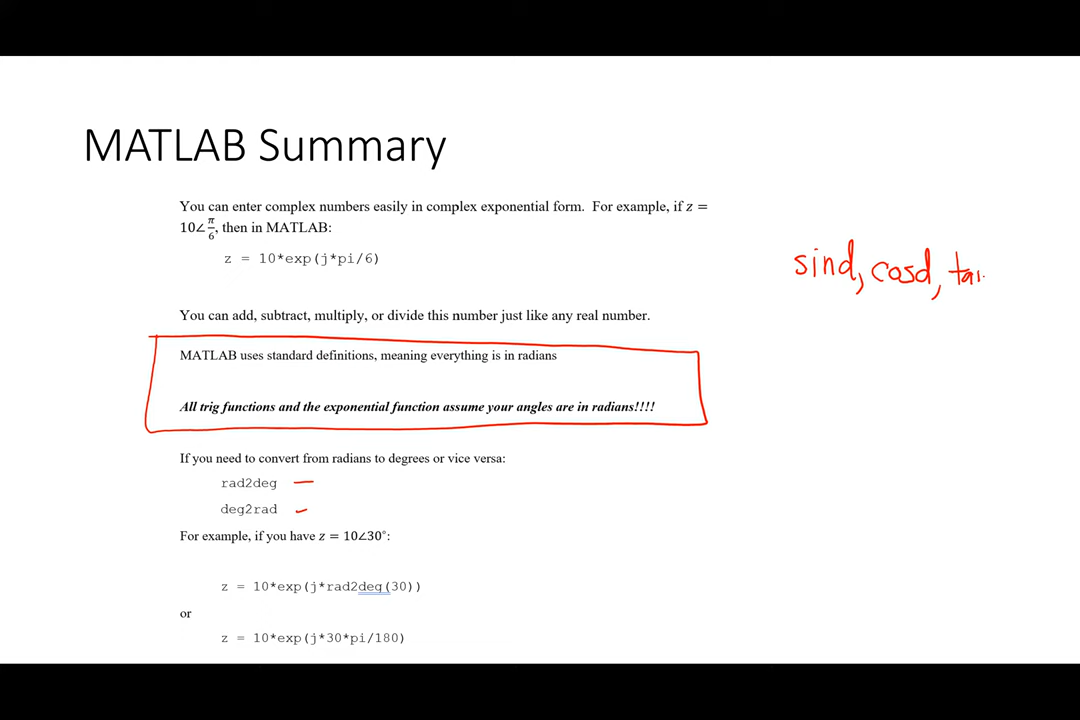 MATLAB Summary
You can enter complex numbers easily in complex exponential form. For example, if z =
10∠π/6, then in MATLAB:
z = 10*exp(j*pi/6)
sind, cosd, ta
You can add, subtract, multiply, or divide this number just like any real number.
MATLAB uses standard definitions, meaning everything is in radians
All trig functions and the exponential function assume your angles are in radians!!!!
If you need to convert from radians to degrees or vice versa:
rad2deg
deg2rad
For example, if you have z = 10∠30°:
z = 10*exp(j*rad2deg(30))
or
z = 10*exp(j*30*pi/180)